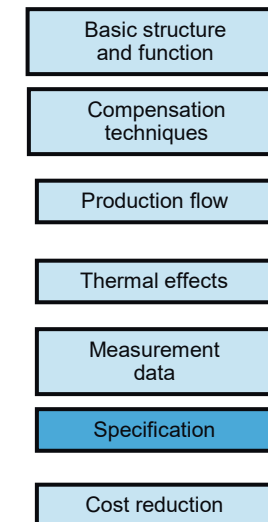 Basic structure
and function
Compensation
techniques
Production flow
Thermal effects
Measurement
data
Specification
Cost reduction